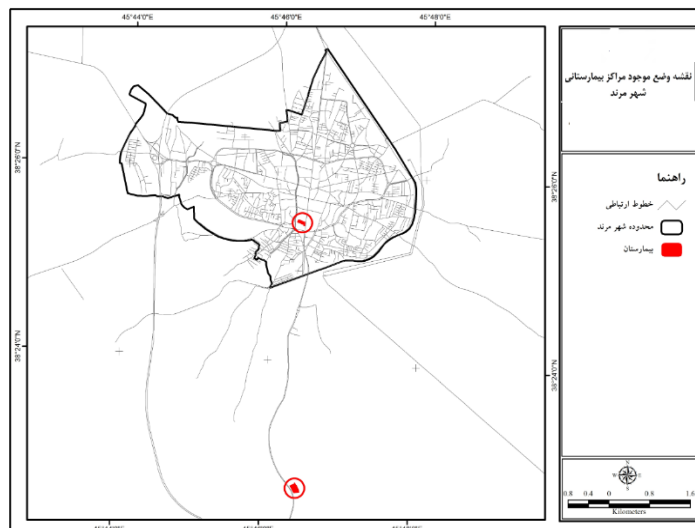 45°44'0"E 45°46'0"E 45°48'0"E
نقشه وضع موجود مراکز بیمارستانی
شهر مرند
38°26'0"N
38°26'0"N
راهنما
خطوط ارتباطی
محدوده شهر مرند
بیمارستان
38°24'0"N
38°24'0"N
N
W E
S
0.8 0.4 0 0.8 1.6
Kilometers